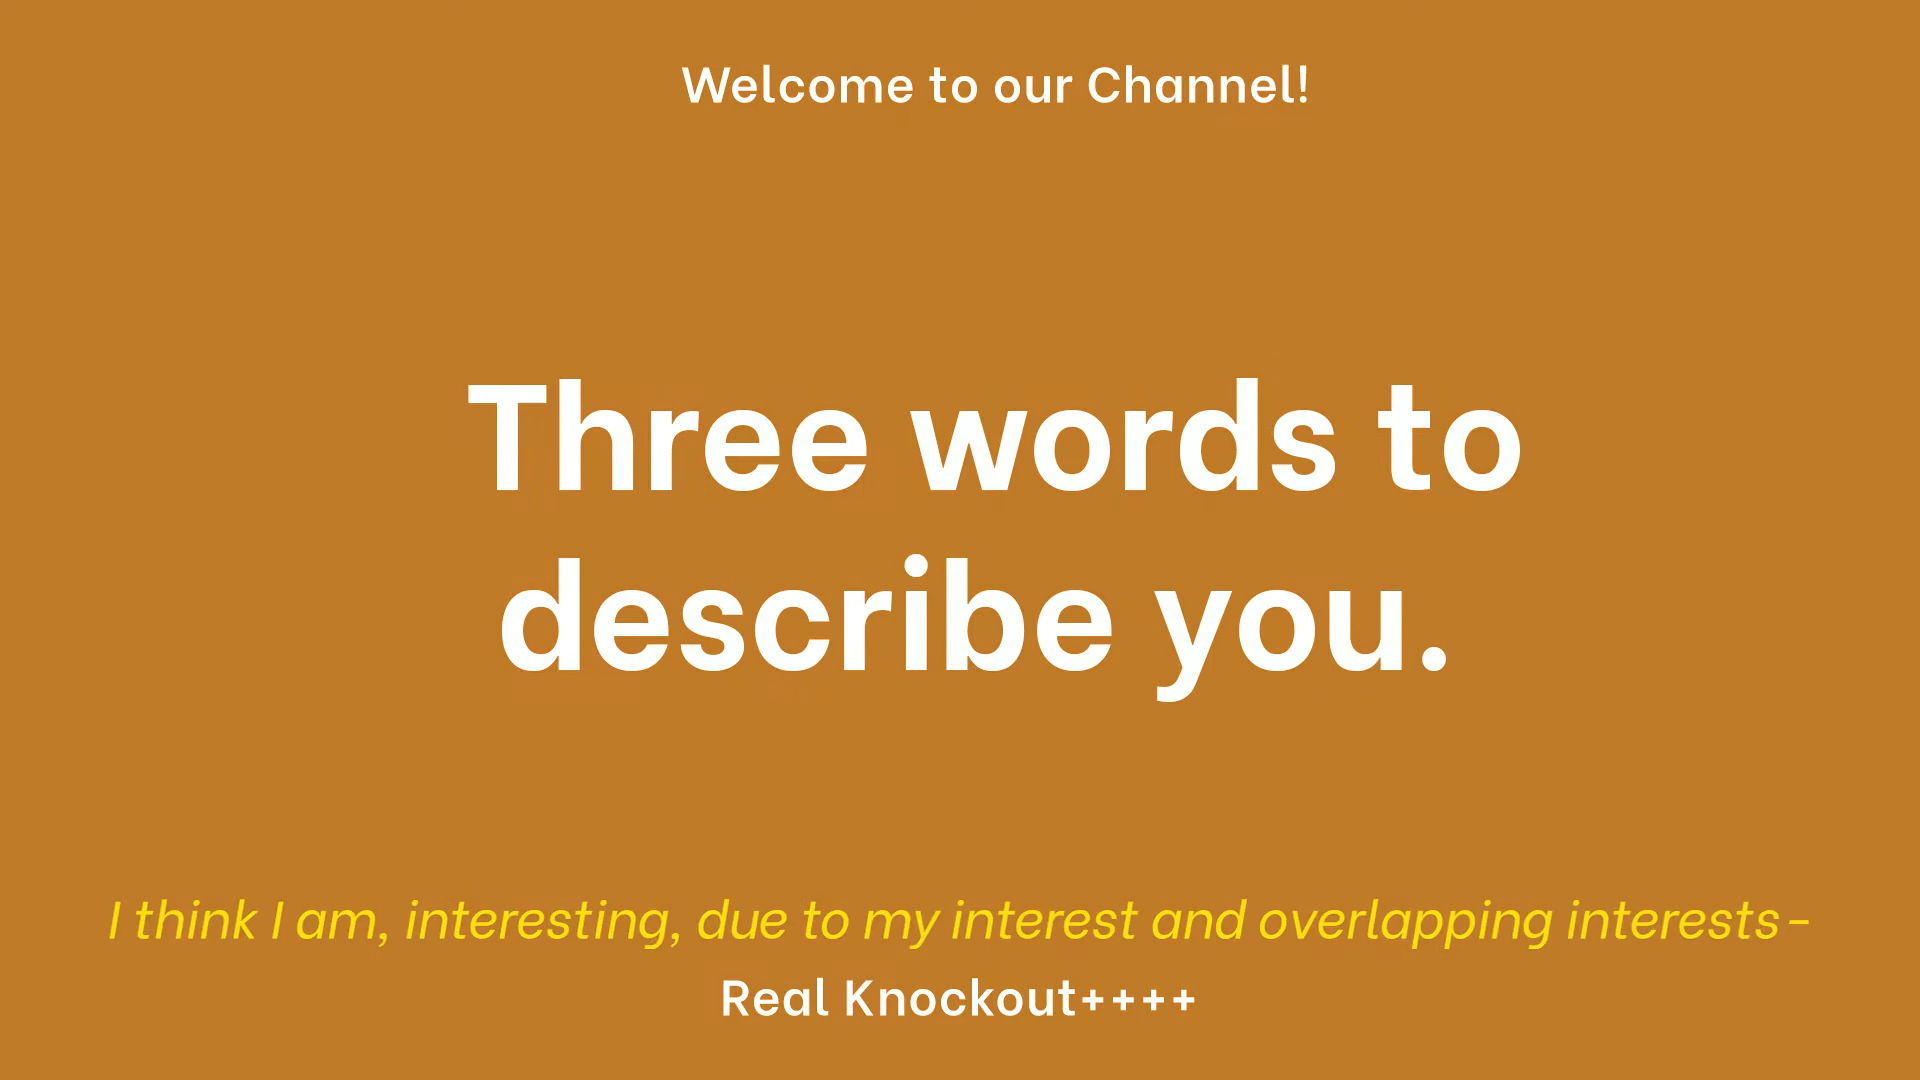 Welcome to our Channel!
Three words to
describe you.
I think I am, interesting, due to my interest and overlapping interests-
Real Knockout++++